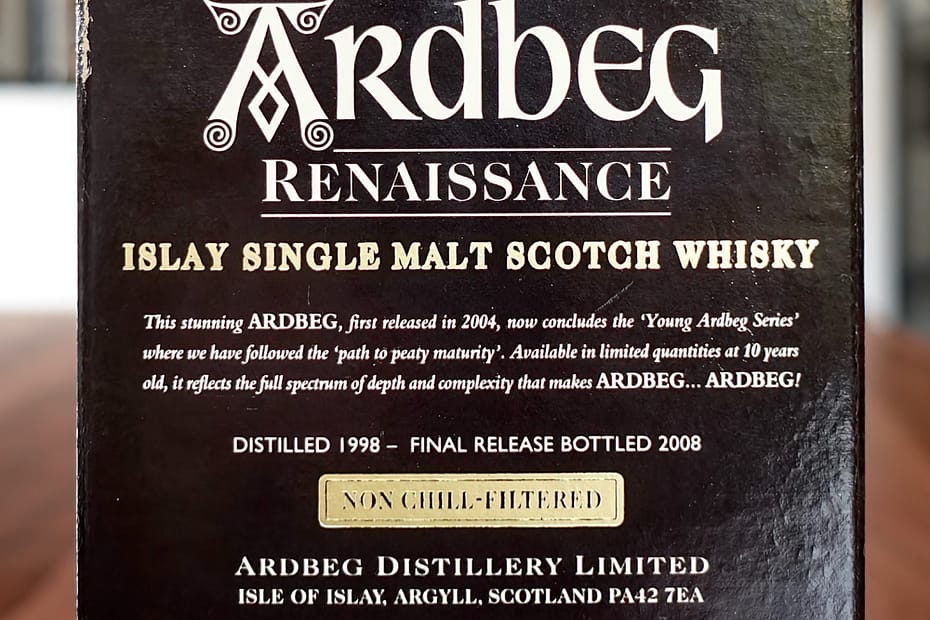 ARDBEG
RENAISSANCE
ISLAY SINGLE MALT SCOTCH WHISKY
This stunning ARDBEG, first released in 2004, now concludes the ‘Young Ardbeg Series’
where we have followed the ‘path to peaty maturity’. Available in limited quantities at 10 years
old, it reflects the full spectrum of depth and complexity that makes ARDBEG... ARDBEG!
DISTILLED 1998 – FINAL RELEASE BOTTLED 2008
NON CHILL-FILTERED
ARDBEG DISTILLERY LIMITED
ISLE OF ISLAY, ARGYLL, SCOTLAND PA42 7EA